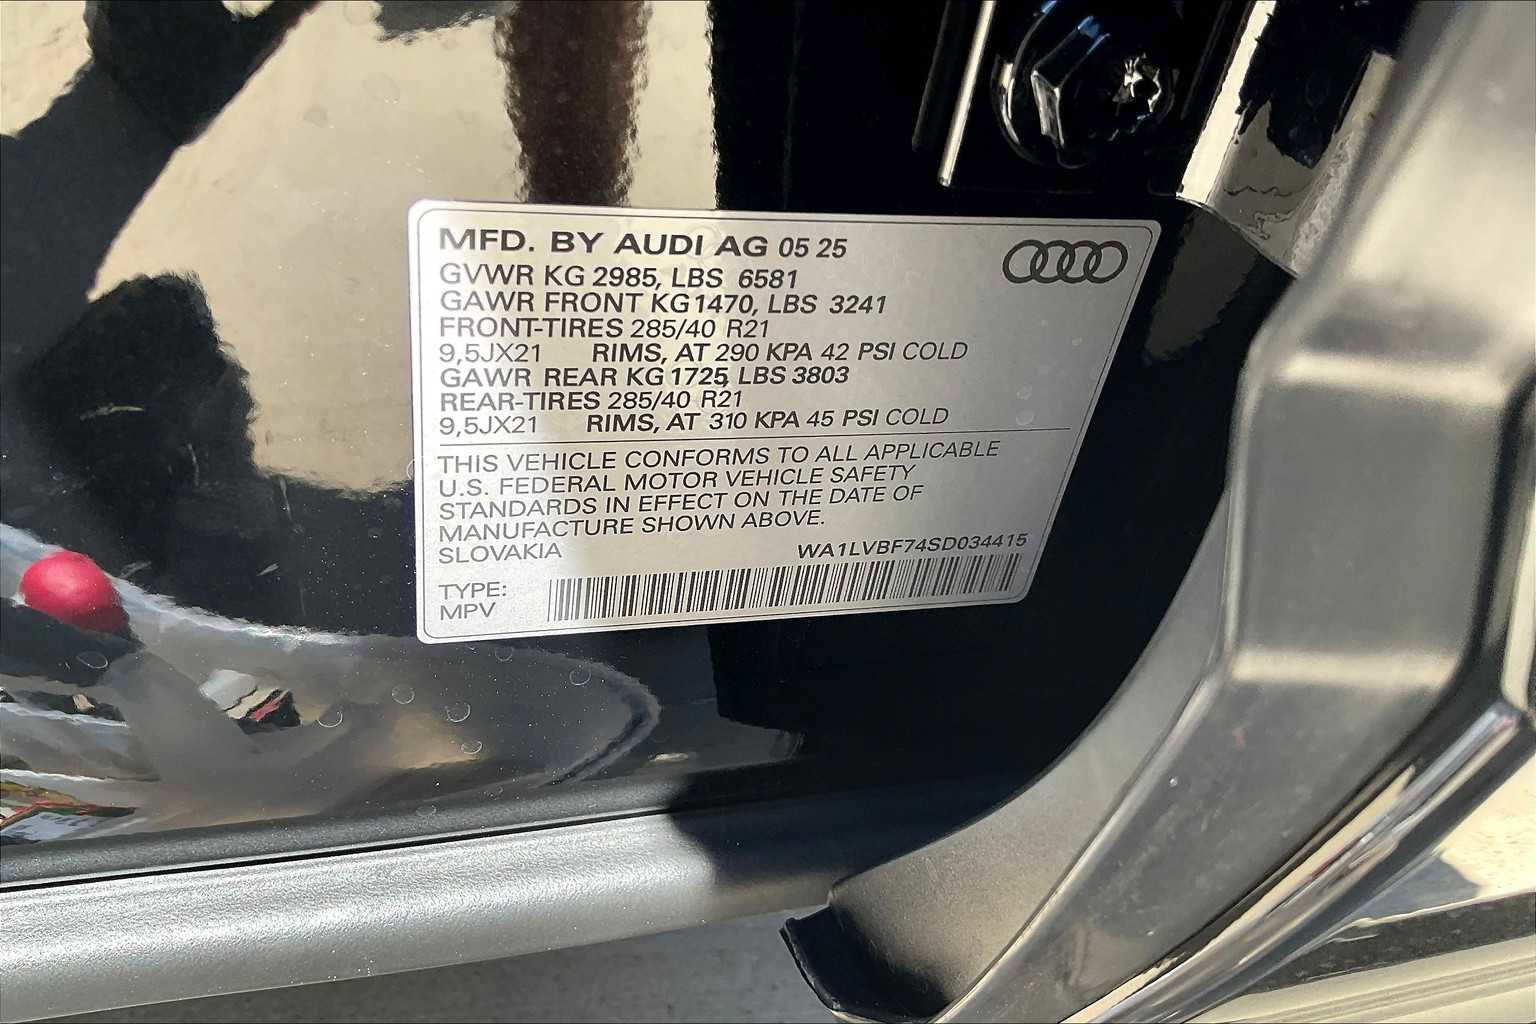 MFD. BY AUDI AG 05 25
GVWR KG 2985, LBS 6581
GAWR FRONT KG 1470, LBS 3241
FRONT-TIRES 285/40 R21
9,5JX21 RIMS, AT 290 KPA 42 PSI COLD
GAWR REAR KG 1725, LBS 3803
REAR-TIRES 285/40 R21
9,5JX21 RIMS, AT 310 KPA 45 PSI COLD
THIS VEHICLE CONFORMS TO ALL APPLICABLE
U.S. FEDERAL MOTOR VEHICLE SAFETY
STANDARDS IN EFFECT ON THE DATE OF
MANUFACTURE SHOWN ABOVE.
SLOVAKIA WA1LVBF74SD034415
TYPE:
MPV